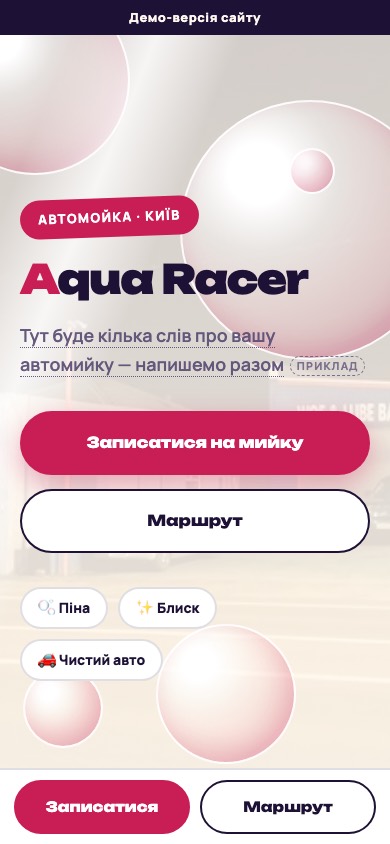 Демо-версія сайту
АВТОМОЙКА · КИЇВ
Aqua Racer
Тут буде кілька слів про вашу
автомийку — напишемо разом ПРИКЛАД
Записатися на мийку
Маршрут
Піна
Блиск
Чистий авто
Записатися
Маршрут